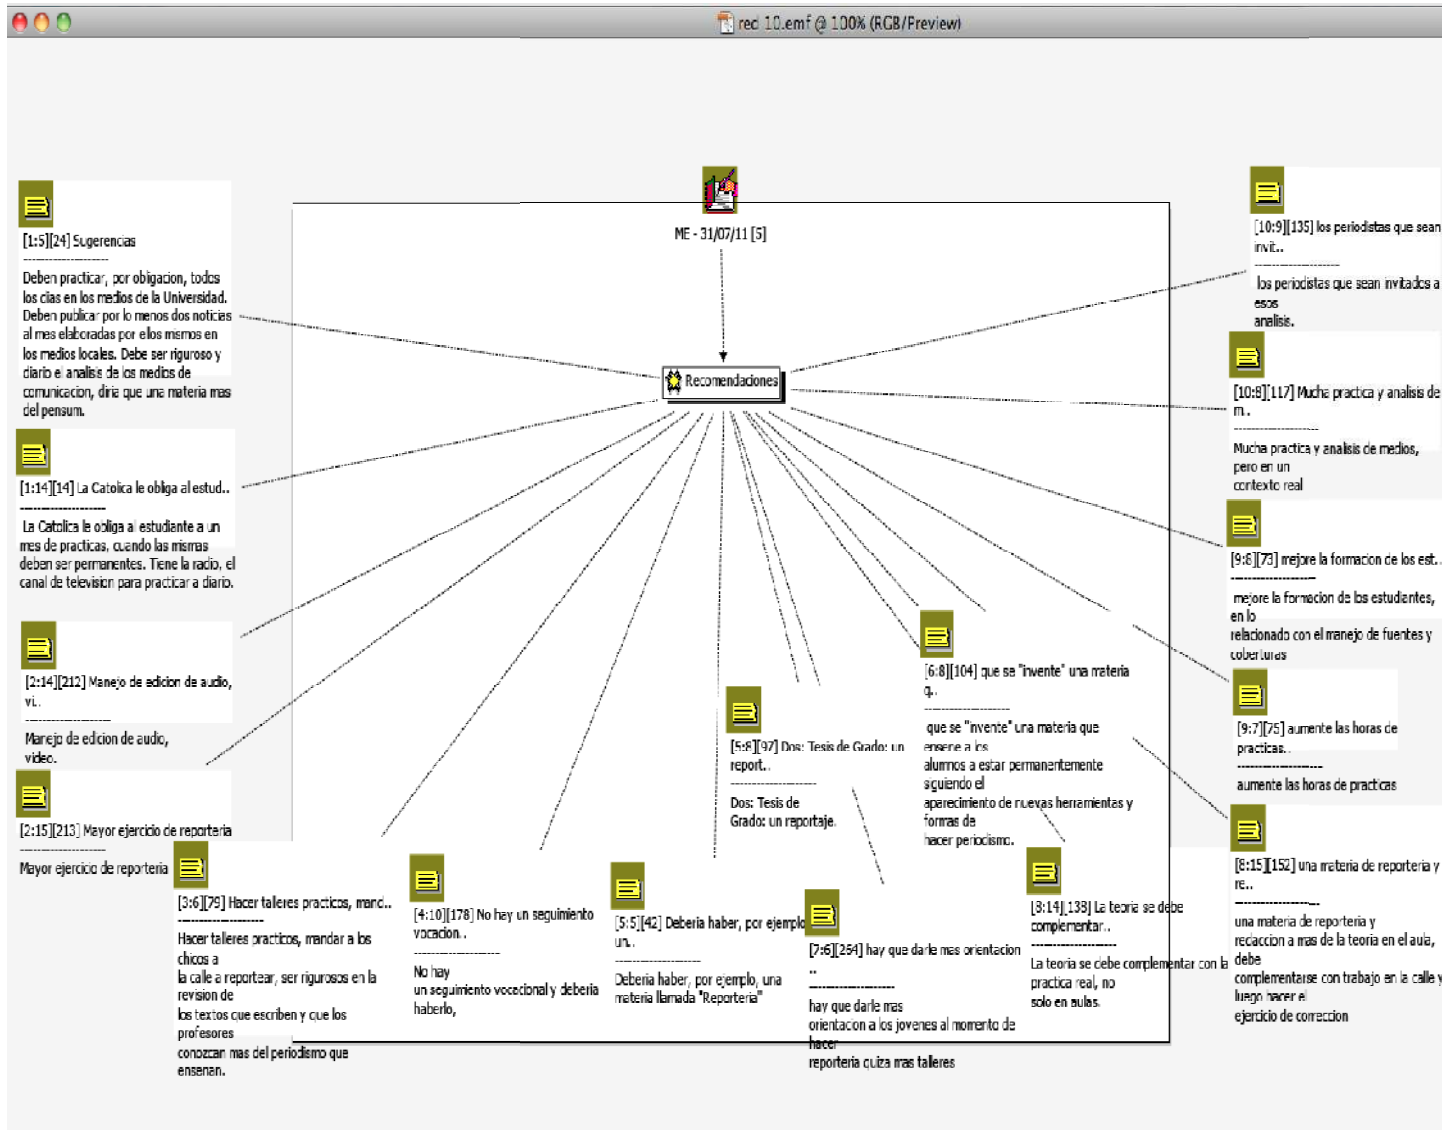 red 10.emf @ 100% (RGB/Preview)
ME - 31/07/11 [5]
Recomendaciones
[1:5][24] Sugerencias
--------------------
Deben practicar, por obligacion, todos
los dias en los medios de la Universidad.
Deben publicar por lo menos dos noticias
al mes elaboradas por ellos mismos en
los medios locales. Debe ser riguroso y
diario el analisis de los medios de
comunicacion, diria que una materia mas
del pensum.
[1:14][14] La Catolica le obliga al estud..
--------------------
La Catolica le obliga al estudiante a un
mes de practicas, cuando las mismas
deben ser permanentes. Tiene la radio, el
canal de television para practicar a diario.
[2:14][212] Manejo de edicion de audio,
vi..
--------------------
Manejo de edicion de audio,
video.
[2:15][213] Mayor ejercicio de reporteria
--------------------
Mayor ejercicio de reporteria
[3:6][79] Hacer talleres practicos, mand..
--------------------
Hacer talleres practicos, mandar a los
chicos a
la calle a reportear, ser rigurosos en la
revision de
los textos que escriben y que los
profesores
conozcan mas del periodismo que
ensenan.
[4:10][178] No hay un seguimiento
vocacion..
--------------------
No hay
un seguimiento vocacional y deberia
haberlo,
[5:5][42] Deberia haber, por ejemplo
un..
--------------------
Deberia haber, por ejemplo, una
materia llamada "Reporteria"
[5:8][97] Dos: Tesis de Grado: un
report..
--------------------
Dos: Tesis de
Grado: un reportaje.
[7:6][264] hay que darle mas orientacion
..
--------------------
hay que darle mas
orientacion a los jovenes al momento de
hacer
reporteria quiza mas talleres
[6:8][104] que se "invente" una materia
q..
--------------------
que se "invente" una materia que
ensene a los
alumnos a estar permanentemente
siguiendo el
aparecimiento de nuevas herramientas y
formas de
hacer periodismo.
[8:14][138] La teoria se debe
complementar..
--------------------
La teoria se debe complementar con la
practica real, no
solo en aulas.
[10:9][135] los periodistas que sean
invit..
--------------------
los periodistas que sean invitados a
esos
analisis.
[10:8][117] Mucha practica y analisis de
m..
--------------------
Mucha practica y analisis de medios,
pero en un
contexto real
[9:8][73] mejore la formacion de los est..
--------------------
mejore la formacion de los estudiantes,
en lo
relacionado con el manejo de fuentes y
coberturas
[9:7][75] aumente las horas de
practicas..
--------------------
aumente las horas de practicas
[8:15][152] una materia de reporteria y
re..
--------------------
una materia de reporteria y
redaccion a mas de la teoria en el aula,
debe
complementarse con trabajo en la calle y
luego hacer el
ejercicio de correccion